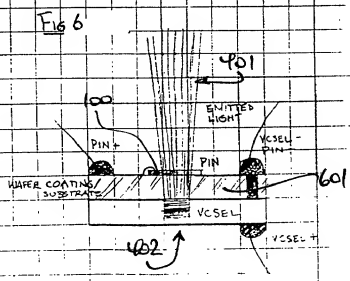 FIG 6
401
100
EMITTED
LIGHT
VCSEL -
PIN -
PIN +
PIN
601
WAFER COATING/
SUBSTRATE
VCSEL
402
VCSEL +